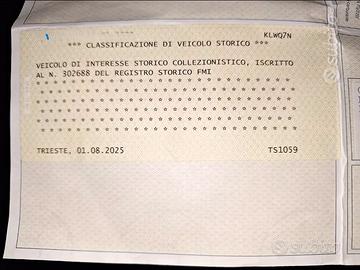 KLWQ7N
*** CLASSIFICAZIONE DI VEICOLO STORICO ***
VEICOLO DI INTERESSE STORICO COLLEZIONISTICO, ISCRITTO
AL N. 302688 DEL REGISTRO STORICO FMI
* * * * * * * * * * * * * * * * * * * * * * * * * * *
* * * * * * * * * * * * * * * * * * * * * * * * * * *
* * * * * * * * * * * * * * * * * * * * * * * * * * *
* * * * * * * * * * * * * * * * * * * * * * * * * * *
* * * * * * * * * * * * * * * * * * * * * * * * * * *
TRIESTE, 01.08.2025 TS1059
subito